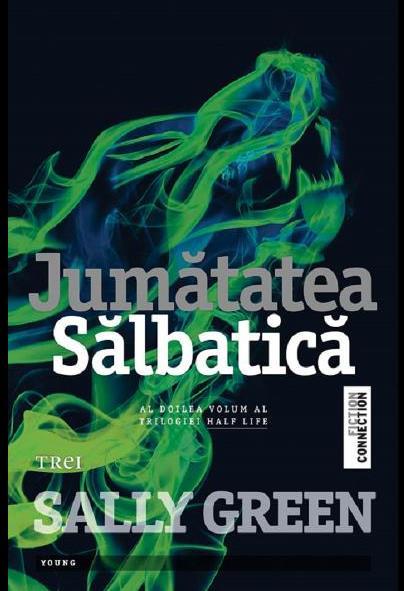 Jumătatea
Sălbatică
AL DOILEA VOLUM AL
TRILOGIEI HALF LIFE
FICTION
CONNECTION
TREI
SALLY GREEN
YOUNG